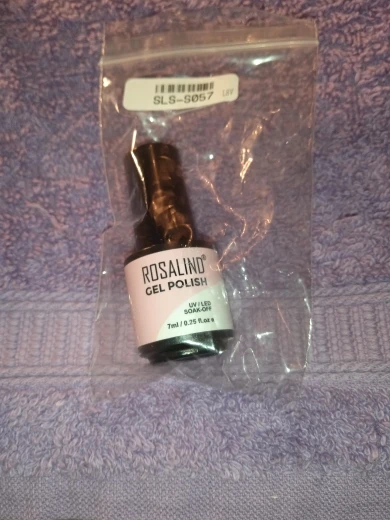 SLS-S057
UV
ROSALIND®
GEL POLISH
UV / LED
SOAK-OFF
7ml / 0.25 fl.oz e